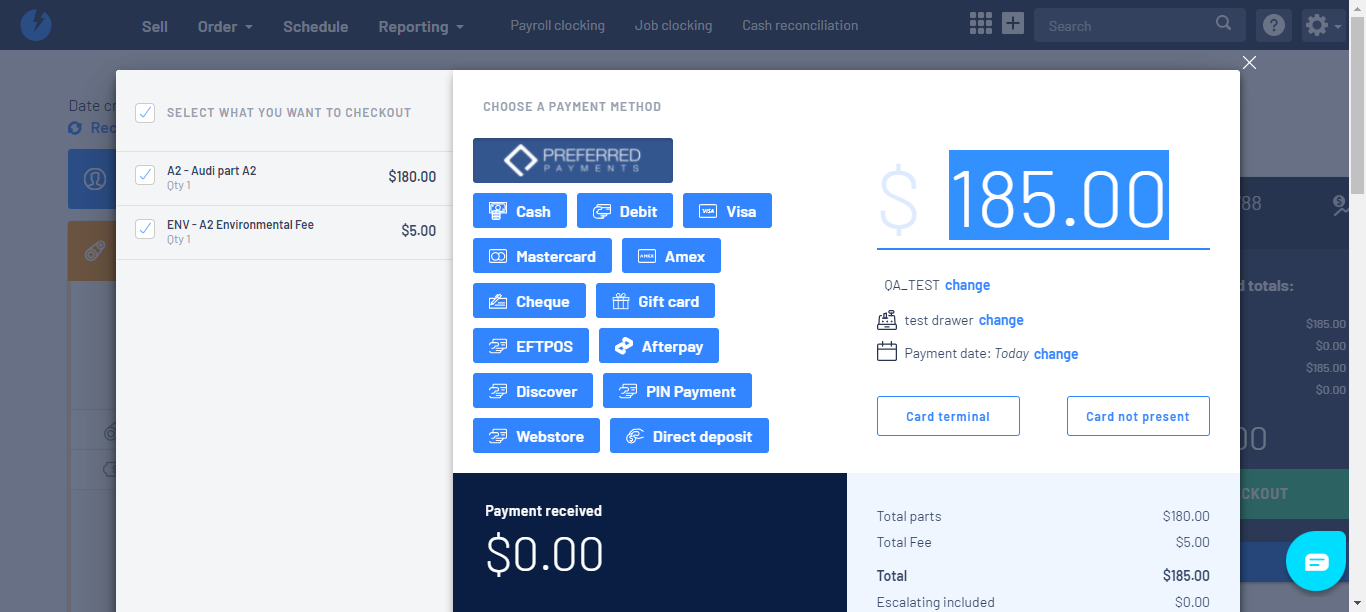 Sell Order Schedule Reporting Payroll clocking Job clocking Cash reconciliation Search ?
Date cr
Rec
SELECT WHAT YOU WANT TO CHECKOUT
A2 - Audi part A2 $180.00
Qty 1
ENV - A2 Environmental Fee $5.00
Qty 1
CHOOSE A PAYMENT METHOD
PREFERRED
PAYMENTS
Cash Debit VISA Visa
Mastercard AMEX Amex
Cheque Gift card
EFTPOS Afterpay
Discover PIN Payment
Webstore Direct deposit
$ 185.00
QA_TEST change
test drawer change
Payment date: Today change
Card terminal Card not present
Payment received
$0.00
Total parts $180.00
Total Fee $5.00
Total $185.00
Escalating included $0.00
88
d totals:
$185.00
$0.00
$185.00
$0.00
00
CKOUT